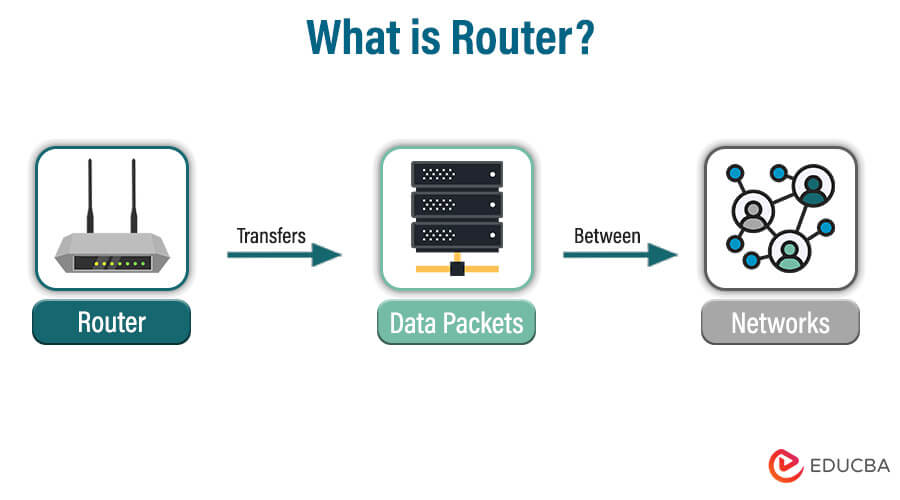 What is Router?
Transfers
Between
Router
Data Packets
Networks
EDUCBA